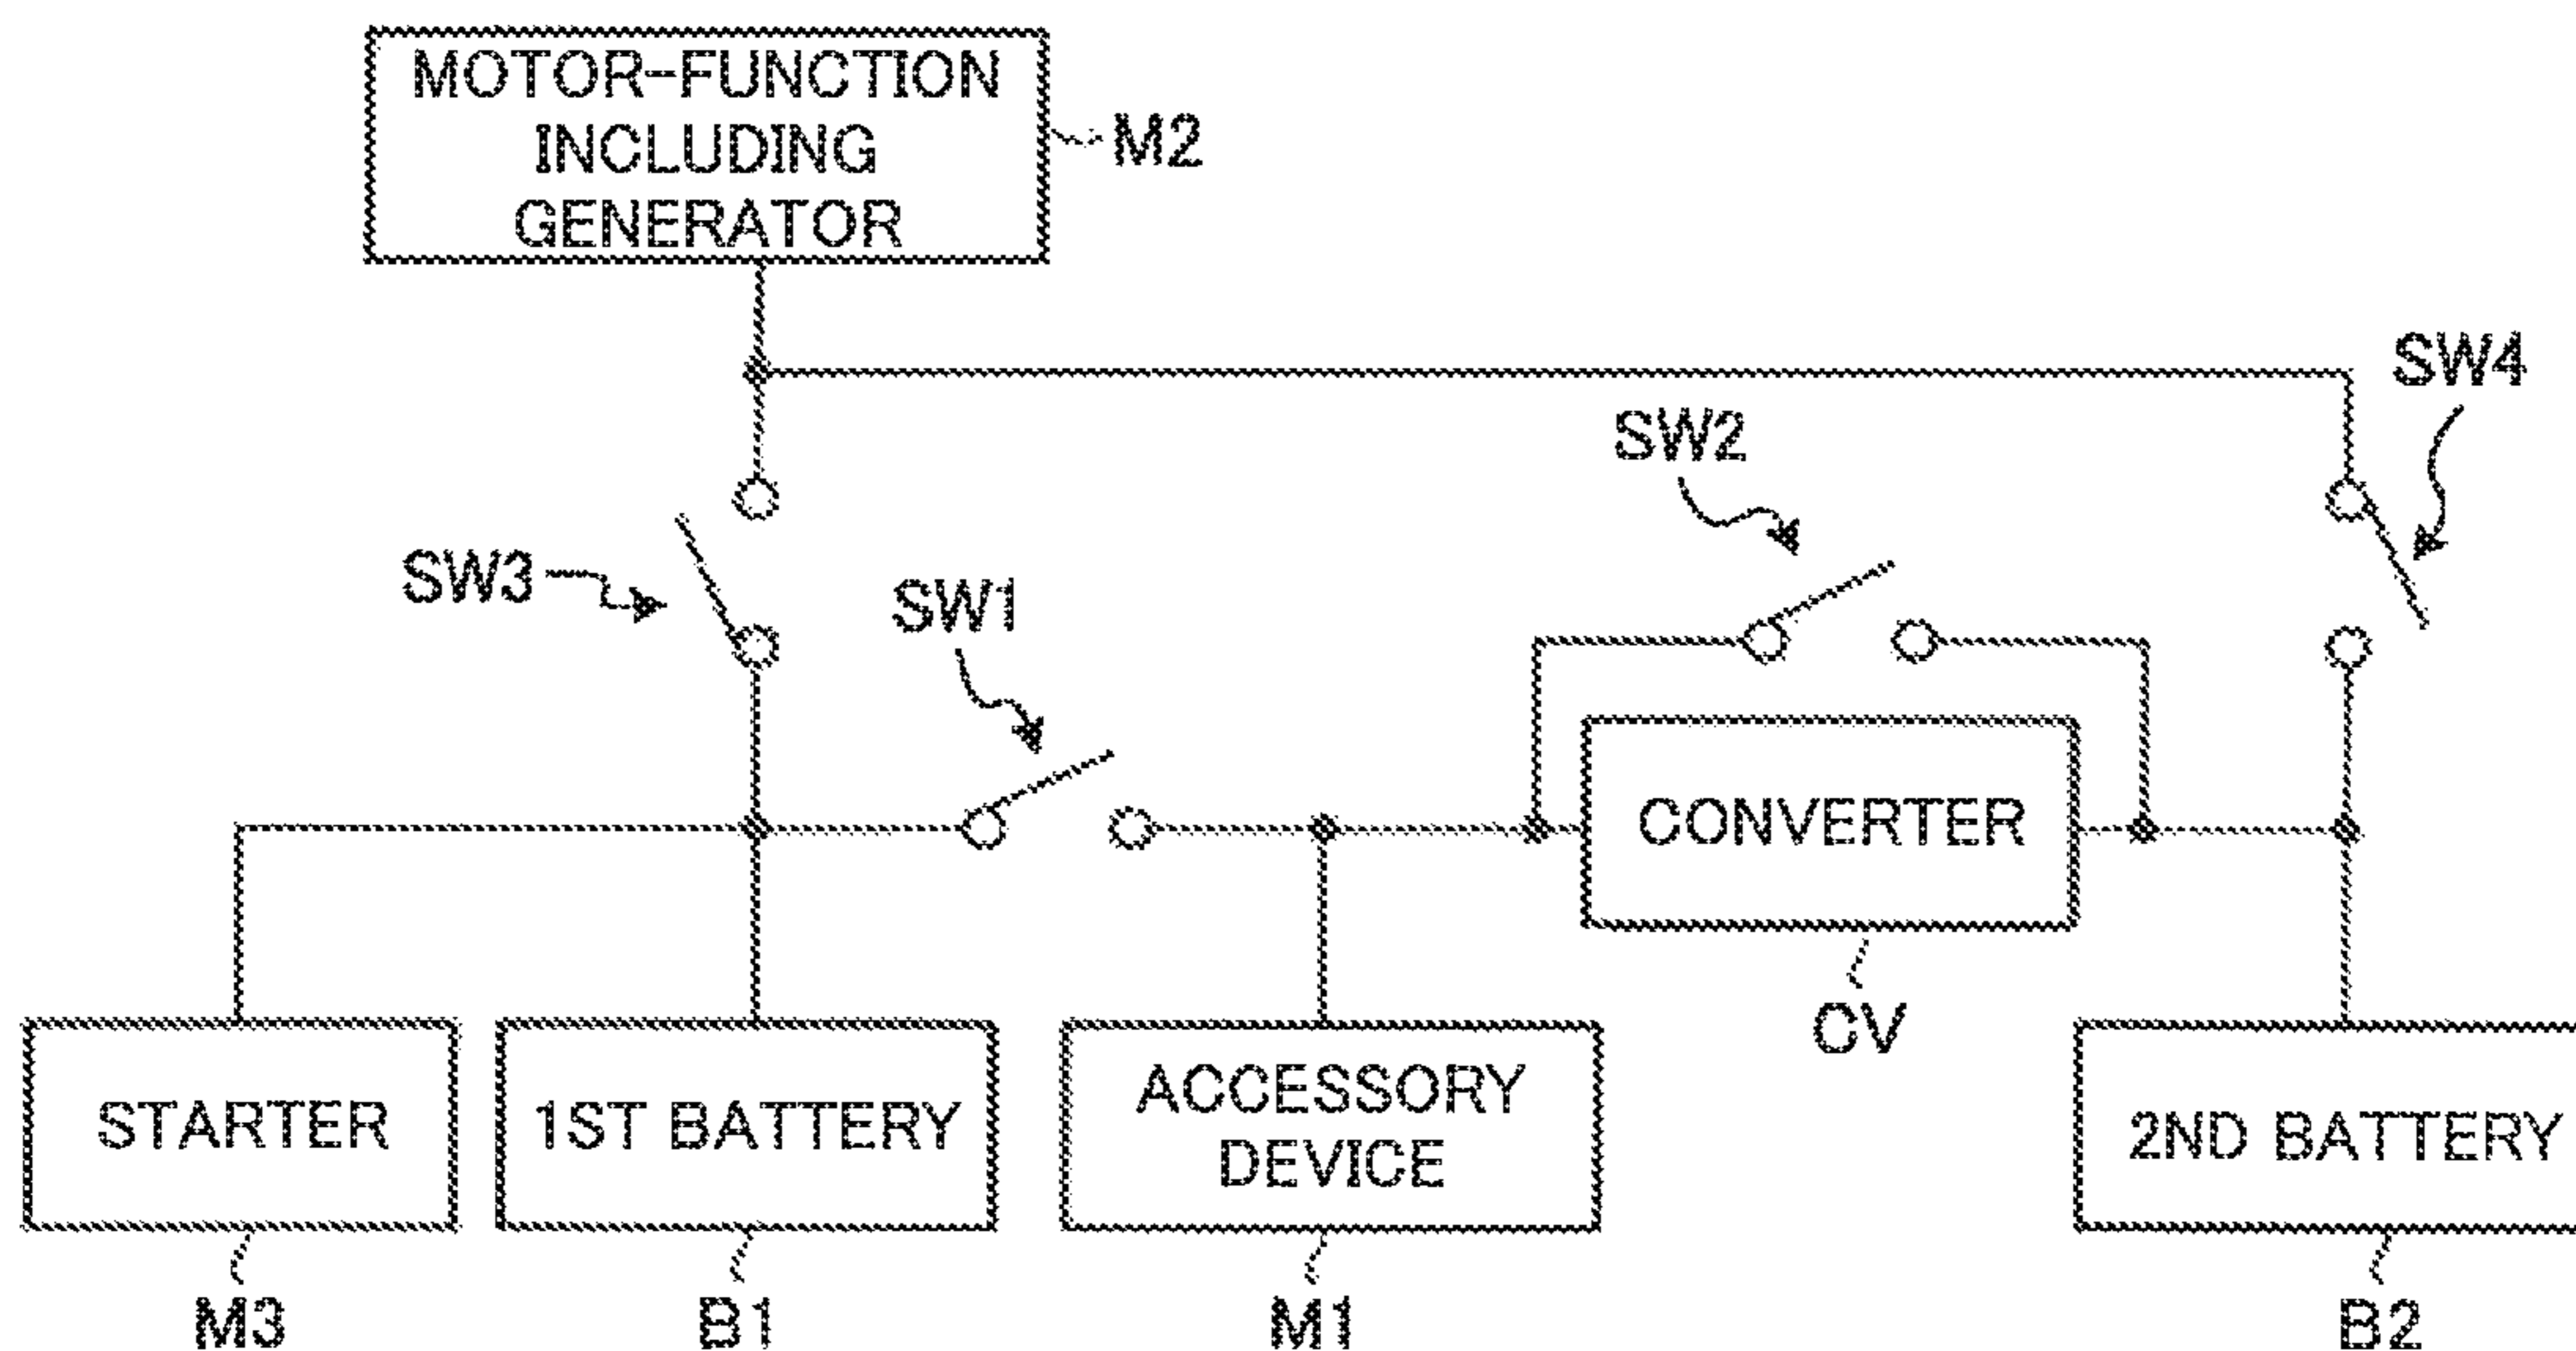 MOTOR-FUNCTION
INCLUDING
GENERATOR
M2
SW4
SW2
SW3
SW1
CONVERTER
CV
STARTER
1ST BATTERY
ACCESSORY
DEVICE
2ND BATTERY
M3
B1
M1
B2